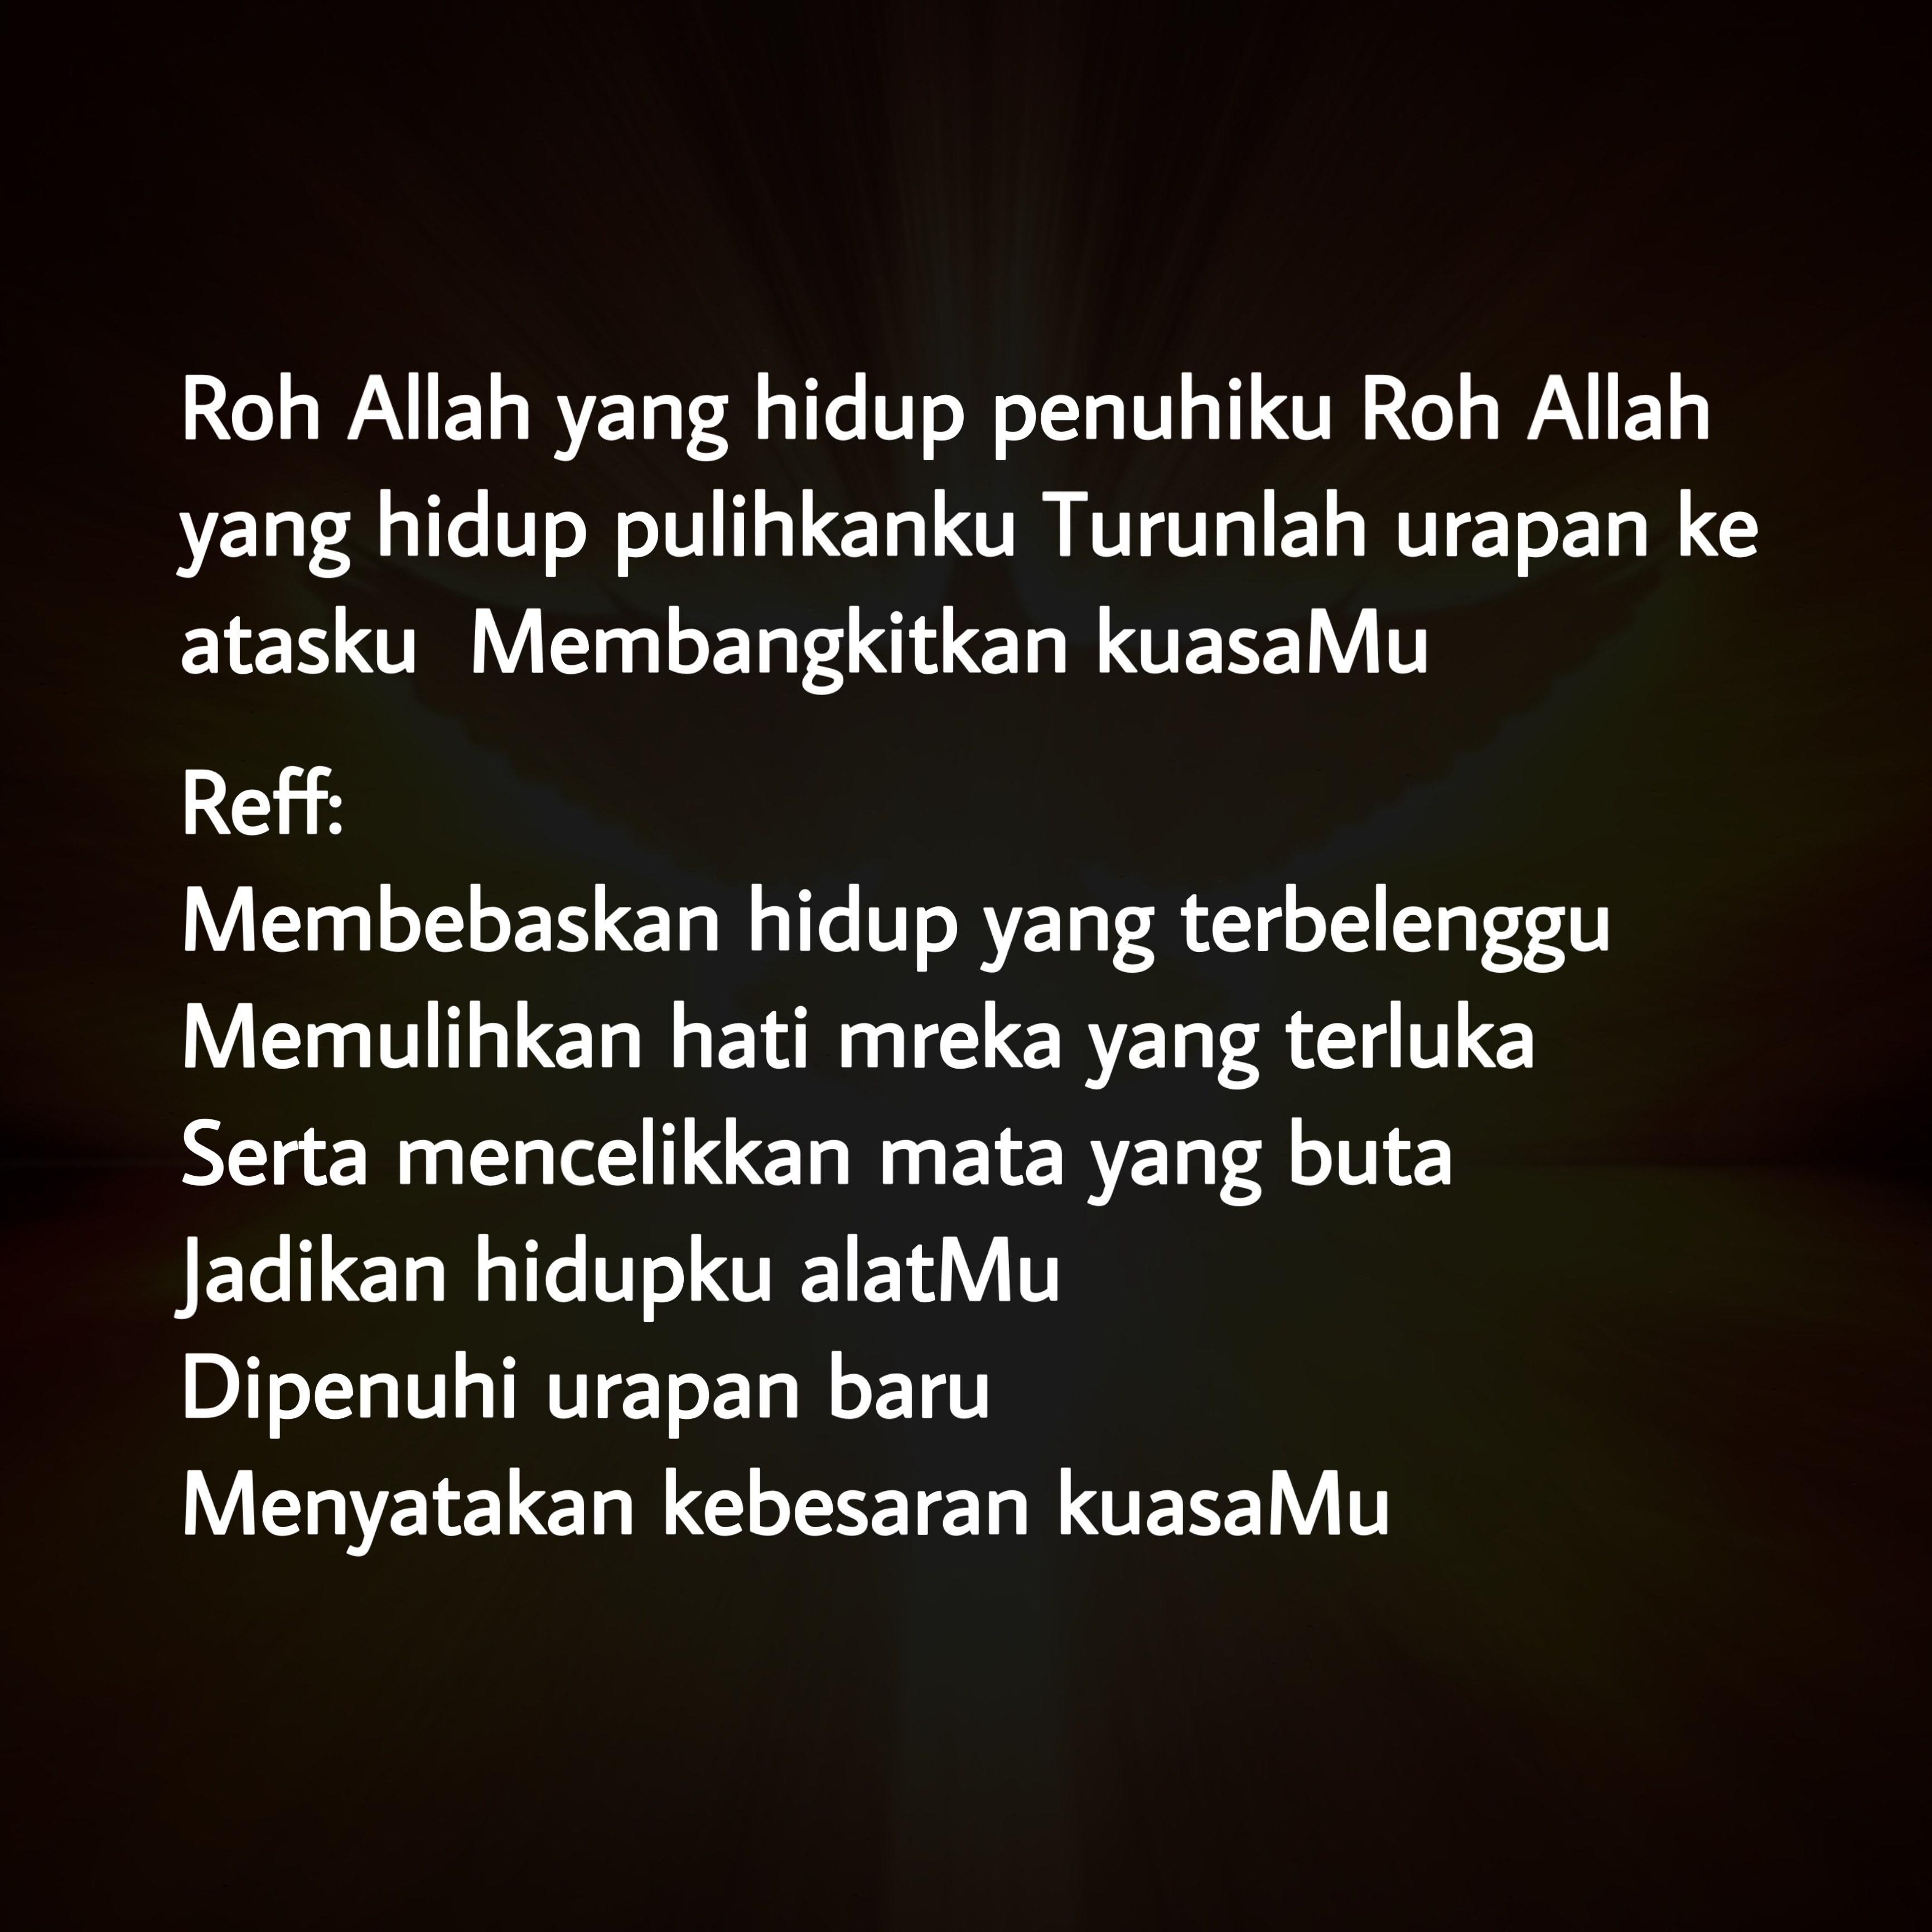 Roh Allah yang hidup penuhiku Roh Allah
yang hidup pulihkanku Turunlah urapan ke
atasku  Membangkitkan kuasaMu
Reff:
Membebaskan hidup yang terbelenggu
Memulihkan hati mreka yang terluka
Serta mencelikkan mata yang buta
Jadikan hidupku alatMu
Dipenuhi urapan baru
Menyatakan kebesaran kuasaMu